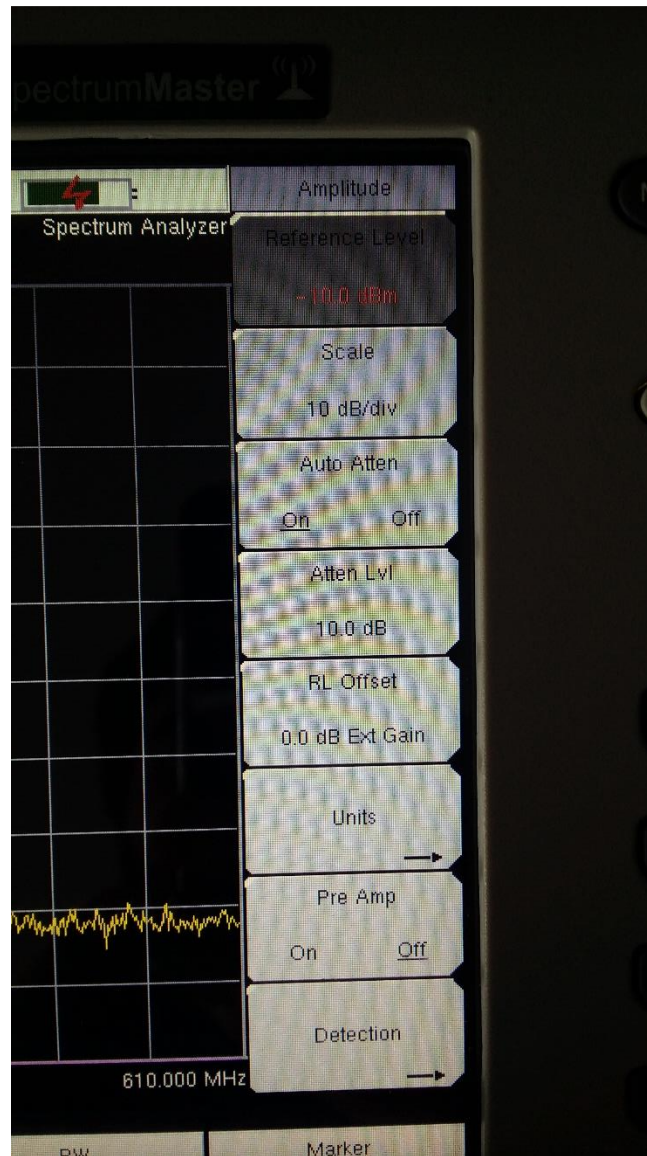 pectrumMaster
Amplitude
Spectrum Analyzer
Reference Level
-10.0 dBm
Scale
10 dB/div
Auto Atten
On Off
Atten Lvl
10.0 dB
RL Offset
0.0 dB Ext Gain
Units
Pre Amp
On Off
Detection
610.000 MHz
BW
Marker